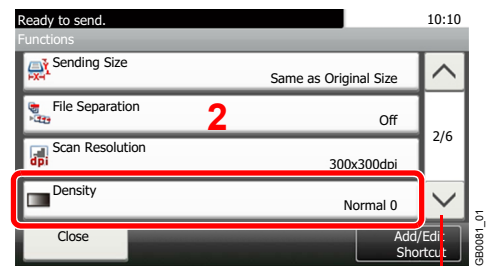 Ready to send. 10:10
Functions
Sending Size
Same as Original Size
File Separation
2
Off
2/6
Scan Resolution
dpi
300x300dpi
Density
Normal 0
Close
Add/Edit
Shortcut
GB0081_01